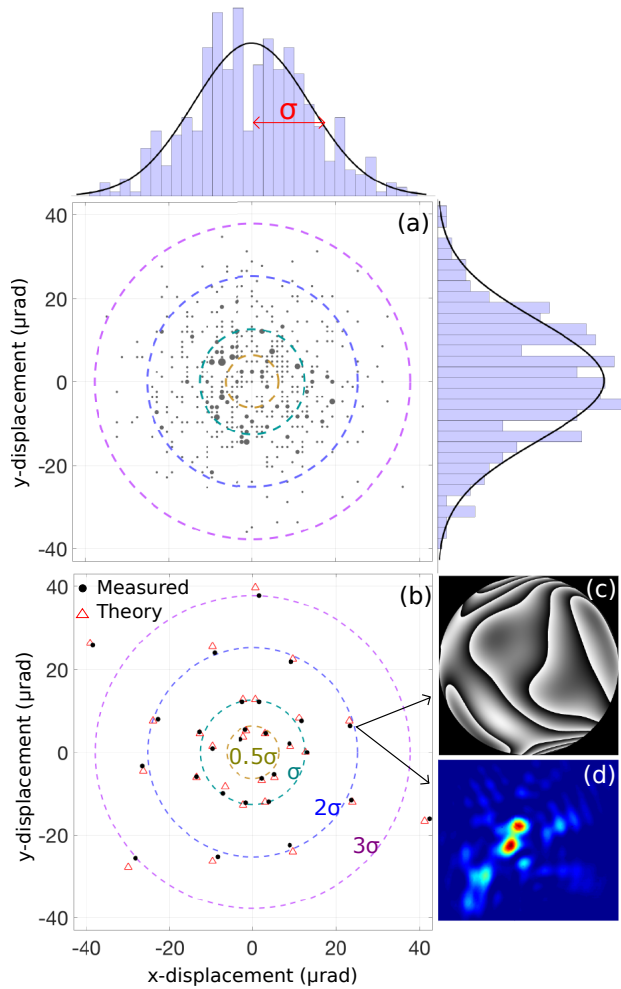 σ
(a)
40
20
0
-20
-40
y-displacement (μrad)
(b)
Measured
Theory
40
20
0
-20
-40
y-displacement (μrad)
0.5σ
σ
2σ
3σ
-40 -20 0 20 40
x-displacement (μrad)
(c)
(d)